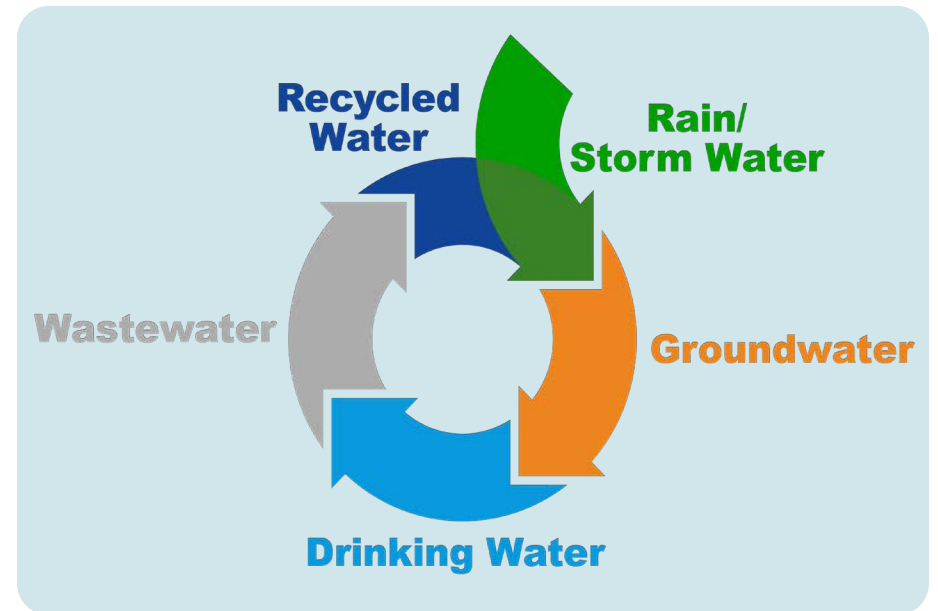 Recycled
Water
Rain/
Storm Water
Wastewater
Groundwater
Drinking Water